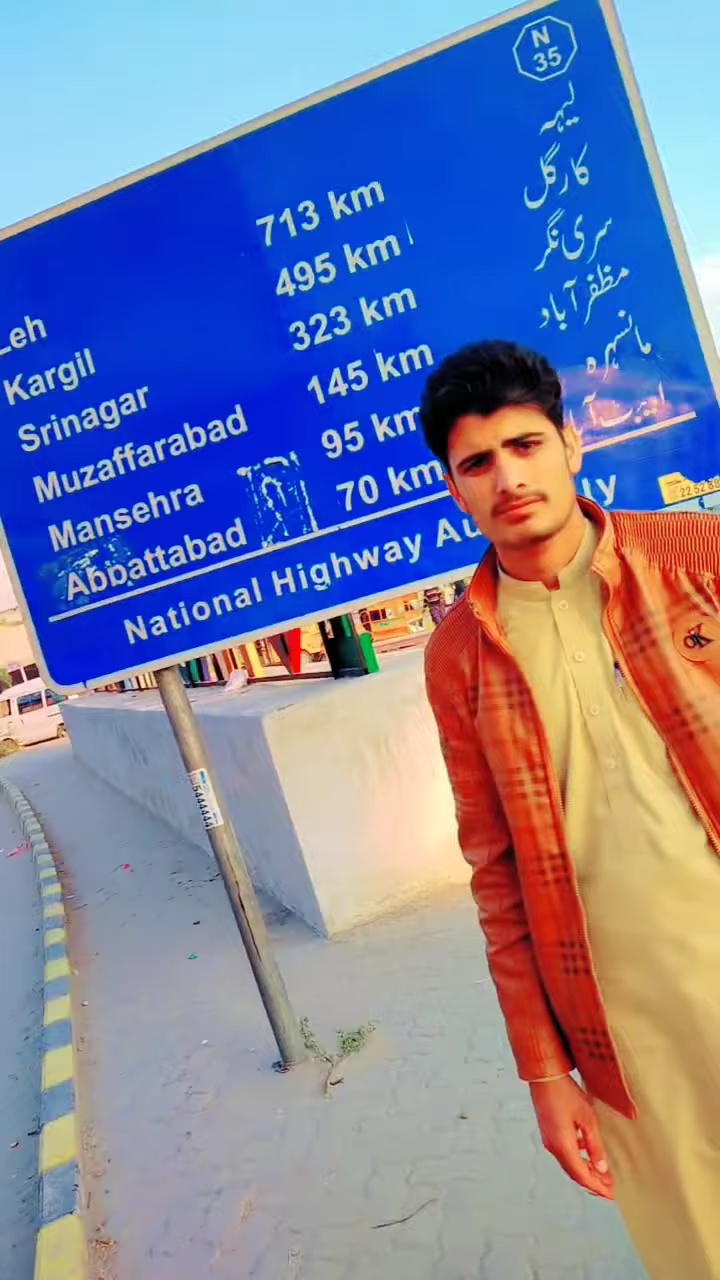 N 35
Leh 713 km لیہہ
Kargil 495 km کارگل
Srinagar 323 km سری نگر
Muzaffarabad 145 km مظفر آباد
Mansehra 95 km مانسہرہ
Abbattabad 70 km
National Highway Au ty